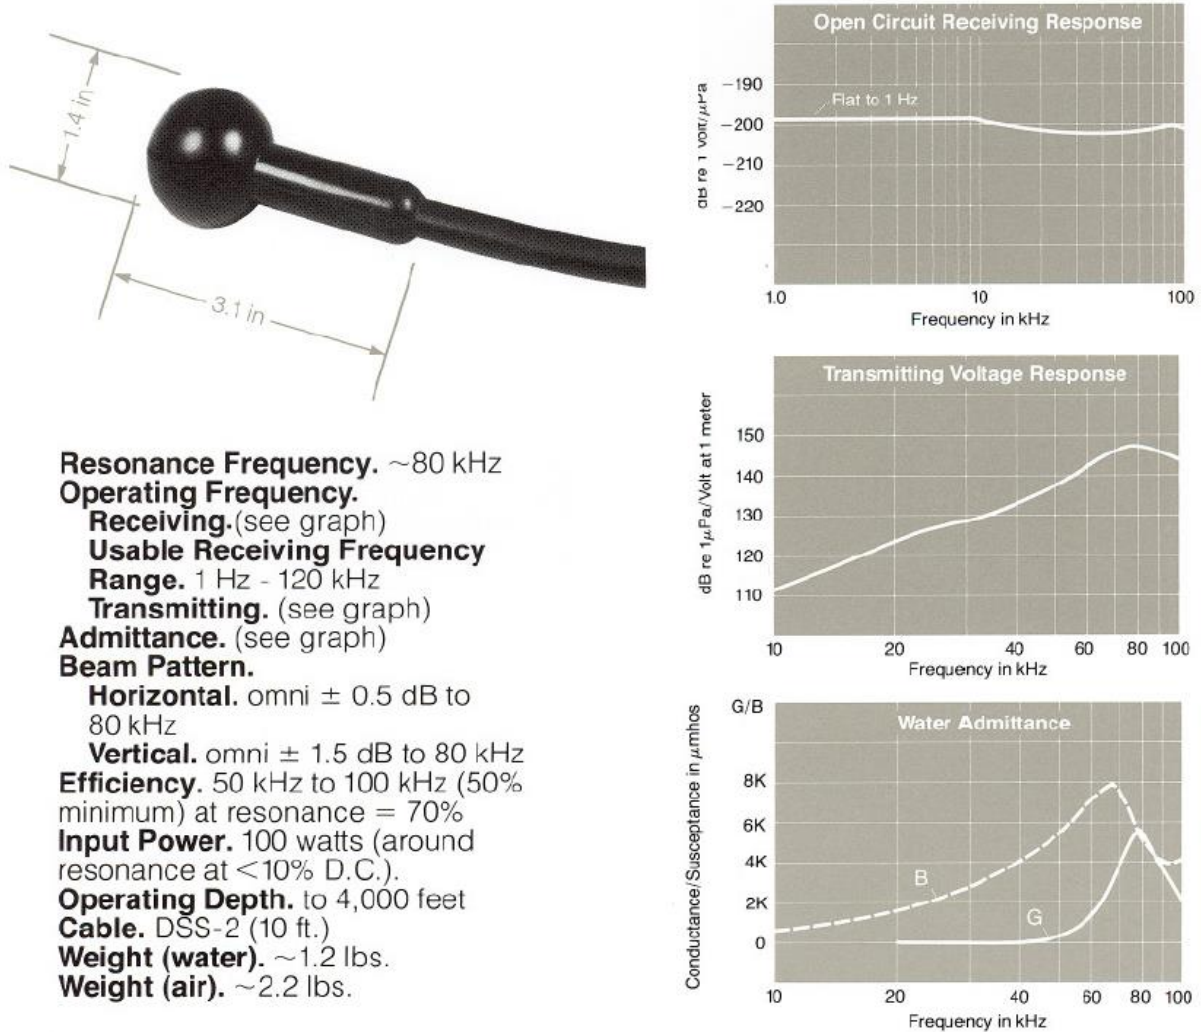 1.4 in
3.1 in
Resonance Frequency. ~80 kHz
Operating Frequency.
Receiving.(see graph)
Usable Receiving Frequency
Range. 1 Hz - 120 kHz
Transmitting. (see graph)
Admittance. (see graph)
Beam Pattern.
Horizontal. omni ± 0.5 dB to
80 kHz
Vertical. omni ± 1.5 dB to 80 kHz
Efficiency. 50 kHz to 100 kHz (50%
minimum) at resonance = 70%
Input Power. 100 watts (around
resonance at <10% D.C.).
Operating Depth. to 4,000 feet
Cable. DSS-2 (10 ft.)
Weight (water). ~1.2 lbs.
Weight (air). ~2.2 lbs.
Open Circuit Receiving Response
dB re 1 volt/µPa
-190
-200
-210
-220
Flat to 1 Hz
1.0 10 100
Frequency in kHz
Transmitting Voltage Response
dB re 1µPa/Volt at 1 meter
150
140
130
120
110
10 20 40 60 80 100
Frequency in kHz
Water Admittance
Conductance/Susceptance in µmhos
G/B
8K
6K
4K
2K
0
B
G
10 20 40 60 80 100
Frequency in kHz